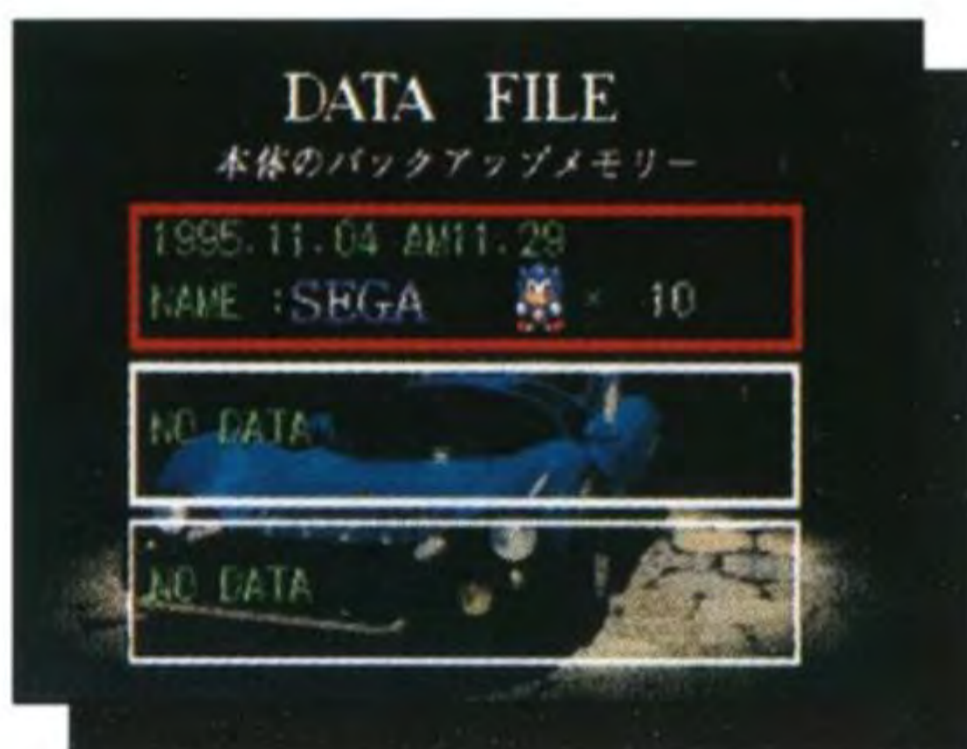 DATA FILE
本体のバックアップメモリー
1995.11.04 AM11.29
NAME :SEGA × 10
NO DATA
NO DATA